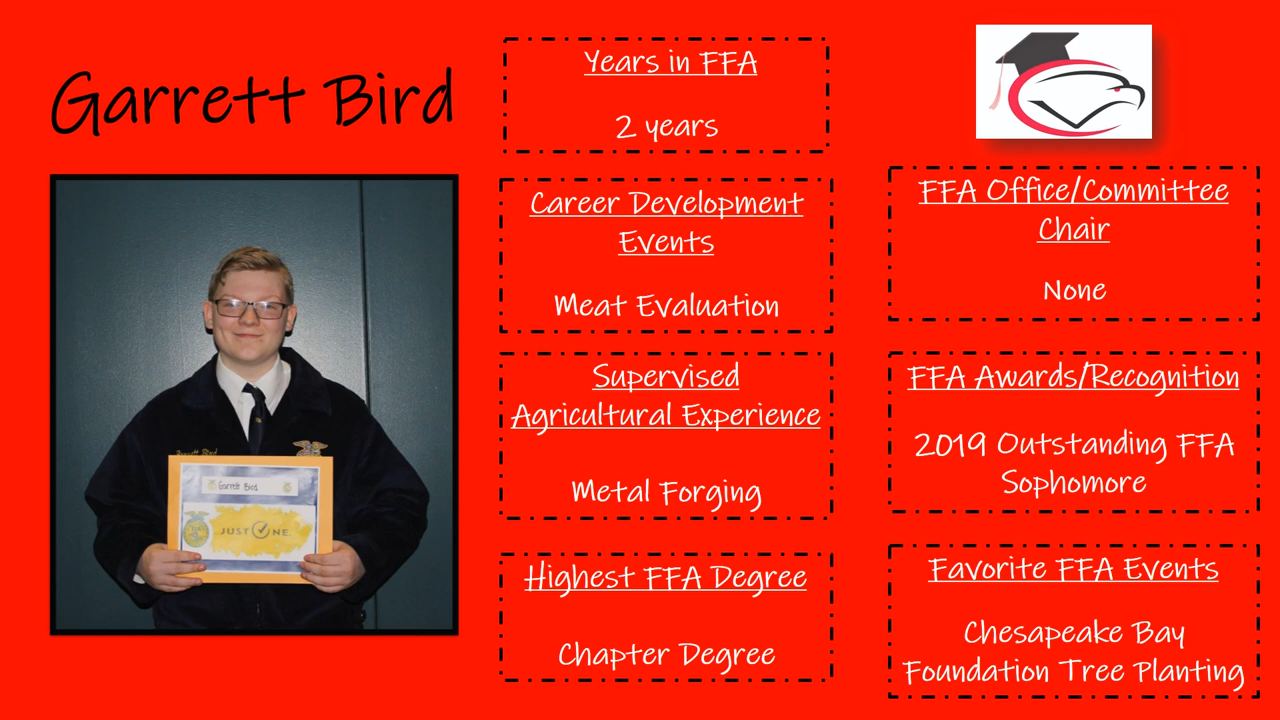 Garrett Bird
Garrett Bird
Garrett Bird
JUST ONE.
Years in FFA
2 years
Career Development
Events
Meat Evaluation
Supervised
Agricultural Experience
Metal Forging
Highest FFA Degree
Chapter Degree
FFA Office/Committee
Chair
None
FFA Awards/Recognition
2019 Outstanding FFA
Sophomore
Favorite FFA Events
Chesapeake Bay
Foundation Tree Planting